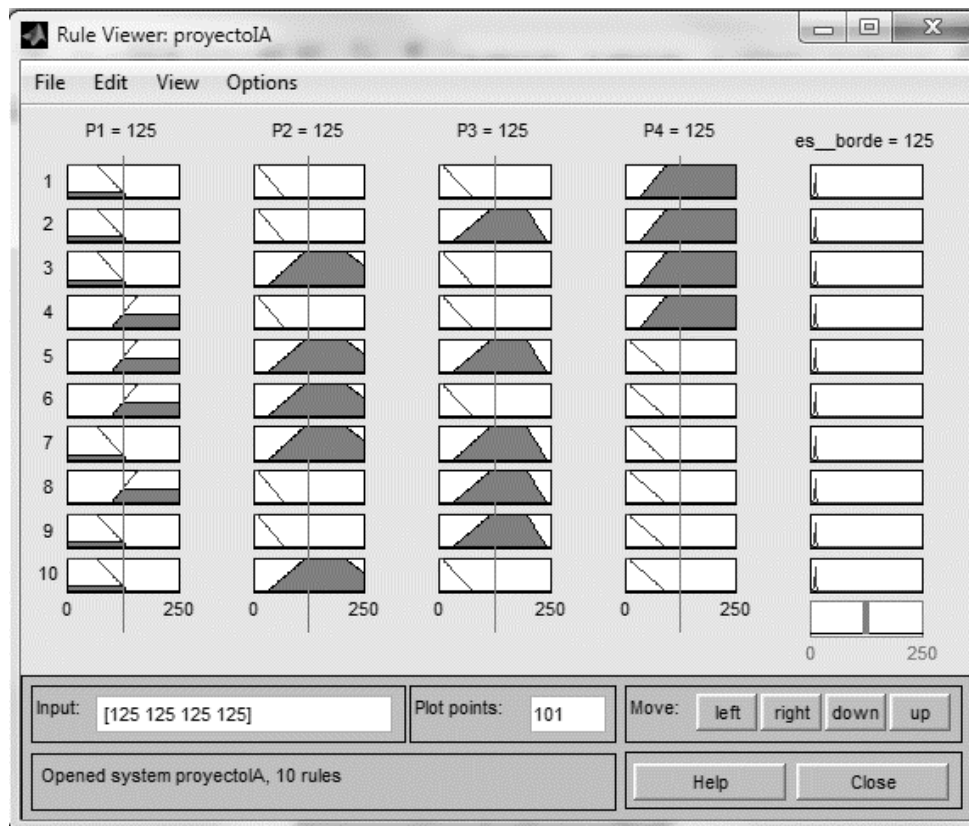 Rule Viewer: proyectoIA
File Edit View Options
P1 = 125 P2 = 125 P3 = 125 P4 = 125 es__borde = 125
1
2
3
4
5
6
7
8
9
10
0 250 0 250 0 250 0 250
0 250
Input: [125 125 125 125] Plot points: 101 Move: left right down up
Opened system proyectoIA, 10 rules Help Close